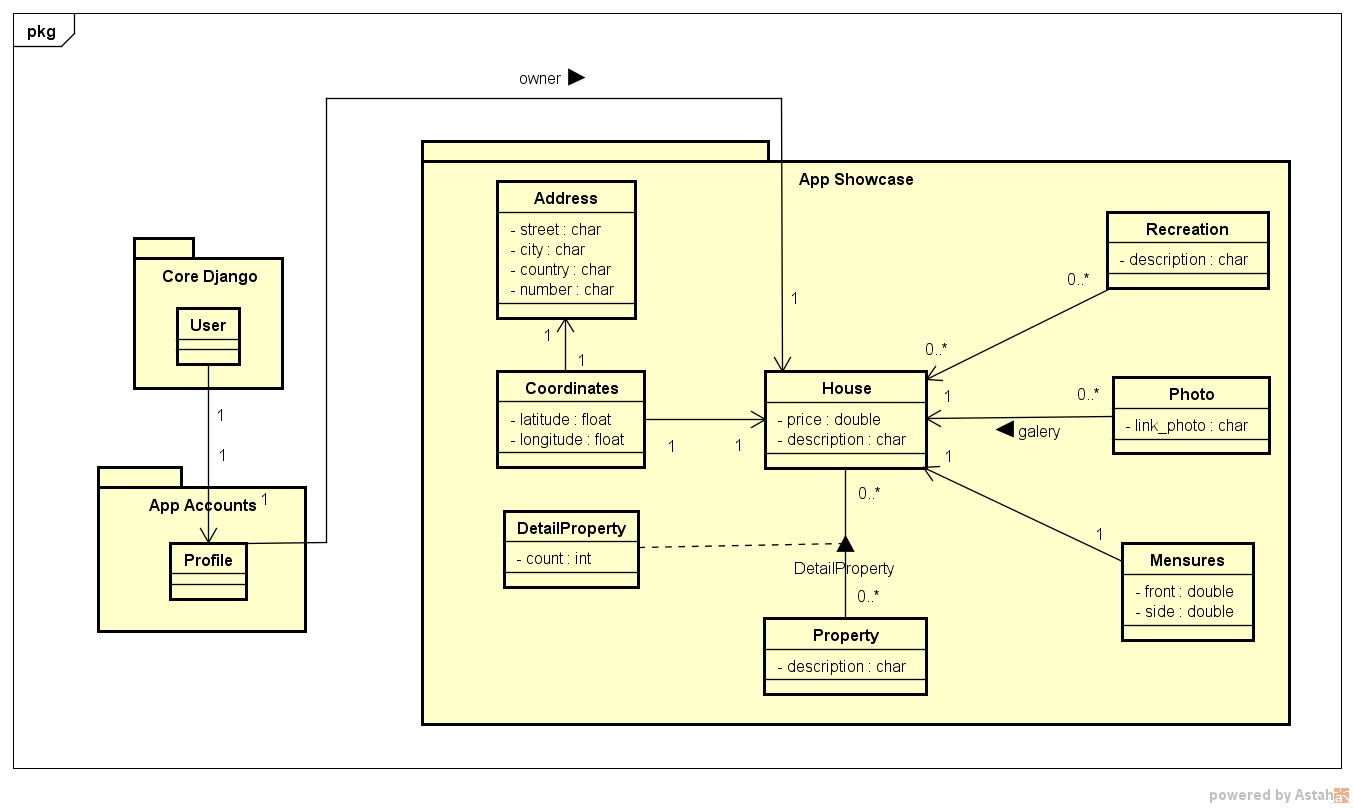 pkg
owner
App Showcase
Address
- street : char
- city : char
- country : char
- number : char
Recreation
- description : char
Core Django
User
0..*
1
1
1
0..*
Coordinates
- latitude : float
- longitude : float
House
- price : double
- description : char
Photo
- link_photo : char
1
0..*
galery
1
1
1
1
1
App Accounts
1
0..*
Profile
DetailProperty
- count : int
DetailProperty
0..*
1
Mensures
- front : double
- side : double
Property
- description : char
powered by Astah